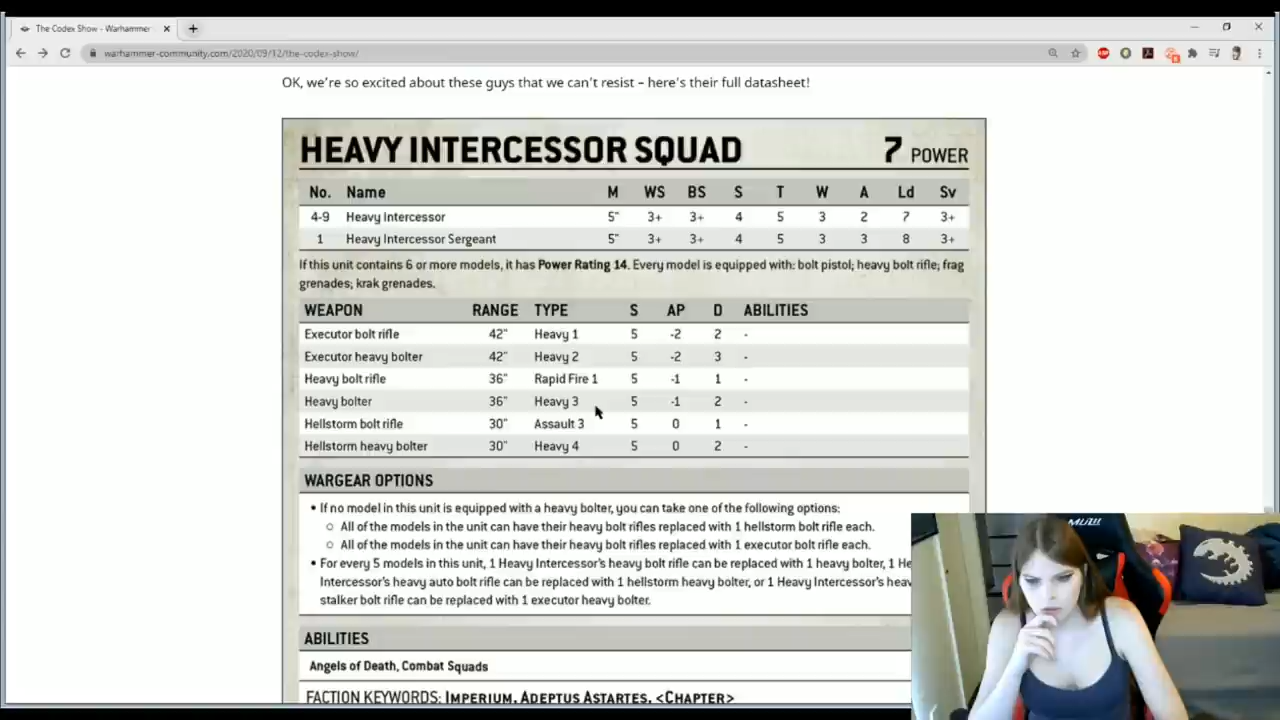 The Codex Show - Warhammer
warhammer-community.com/2020/09/12/the-codex-show/
OK, we're so excited about these guys that we can't resist – here's their full datasheet!
HEAVY INTERCESSOR SQUAD 7 POWER
No. Name M WS BS S T W A Ld Sv
4-9 Heavy Intercessor 5" 3+ 3+ 4 5 3 2 7 3+
1 Heavy Intercessor Sergeant 5" 3+ 3+ 4 5 3 3 8 3+
If this unit contains 6 or more models, it has Power Rating 14. Every model is equipped with: bolt pistol; heavy bolt rifle; frag
grenades; krak grenades.
WEAPON RANGE TYPE S AP D ABILITIES
Executor bolt rifle 42" Heavy 1 5 -2 2 -
Executor heavy bolter 42" Heavy 2 5 -2 3 -
Heavy bolt rifle 36" Rapid Fire 1 5 -1 1 -
Heavy bolter 36" Heavy 3 5 -1 2 -
Hellstorm bolt rifle 30" Assault 3 5 0 1 -
Hellstorm heavy bolter 30" Heavy 4 5 0 2 -
WARGEAR OPTIONS
• If no model in this unit is equipped with a heavy bolter, you can take one of the following options:
○ All of the models in the unit can have their heavy bolt rifles replaced with 1 hellstorm bolt rifle each.
○ All of the models in the unit can have their heavy bolt rifles replaced with 1 executor bolt rifle each.
• For every 5 models in this unit, 1 Heavy Intercessor's heavy bolt rifle can be replaced with 1 heavy bolter, 1 He
Intercessor's heavy auto bolt rifle can be replaced with 1 hellstorm heavy bolter, or 1 Heavy Intercessor's heav
stalker bolt rifle can be replaced with 1 executor heavy bolter.
ABILITIES
Angels of Death, Combat Squads
FACTION KEYWORDS: IMPERIUM, ADEPTUS ASTARTES, <CHAPTER>